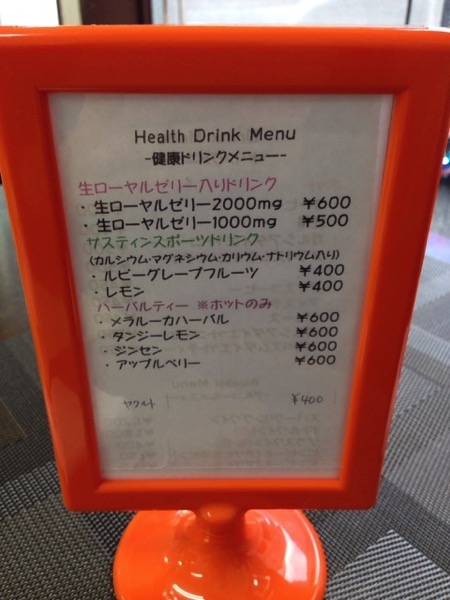 Health Drink Menu
-健康ドリンクメニュー-
生ローヤルゼリー入りドリンク
・生ローヤルゼリー2000mg ¥600
・生ローヤルゼリー1000mg ¥500
サスティンスポーツドリンク
(カルシウム・マグネシウム・カリウム・ナトリウム入り)
・ルビーグレープフルーツ ¥400
・レモン ¥400
ハーバルティー ※ホットのみ
・メラルーカハーバル ¥600
・タンジーレモン ¥600
・ジンセン ¥600
・アップルベリー ¥600
ヤクルト ¥400